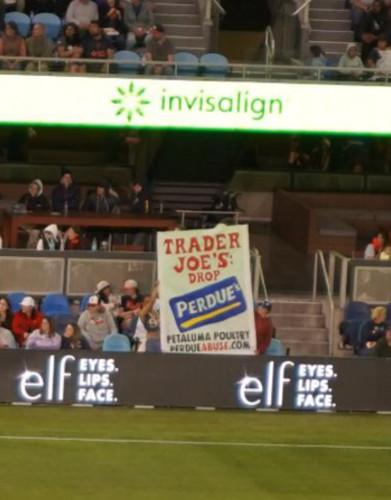 invisalign
TRADER
JOE'S:
DROP
PERDUE'S
PETALUMA POULTRY
PERDUEABUSE.COM
elf EYES.
LIPS.
FACE.
elf EYES.
LIPS.
FACE.